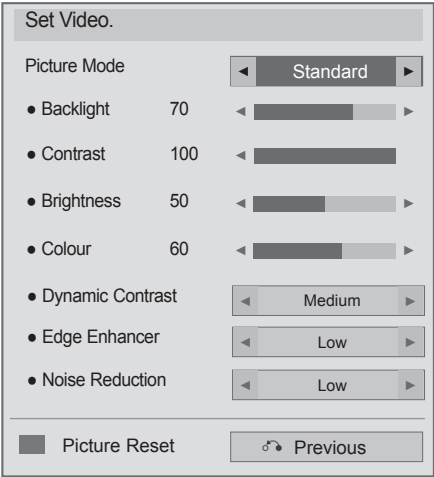 Set Video.
Picture Mode ◄ Standard ►
● Backlight 70 ◄ ►
● Contrast 100 ◄
● Brightness 50 ◄ ►
● Colour 60 ◄ ►
● Dynamic Contrast ◄ Medium ►
● Edge Enhancer ◄ Low ►
● Noise Reduction ◄ Low ►
Picture Reset Previous